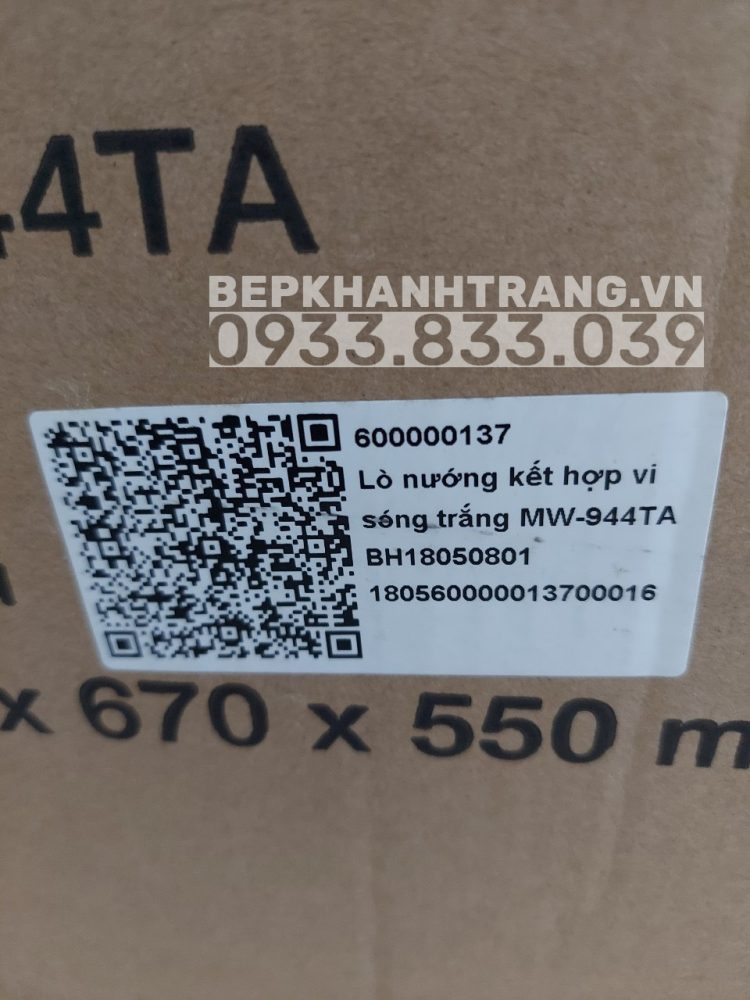 44TA
BEPKHANHTRANG.VN
0933.833.039
600000137
Lò nướng kết hợp vi
sóng trắng MW-944TA
BH18050801
180560000013700016
x 670 x 550 m